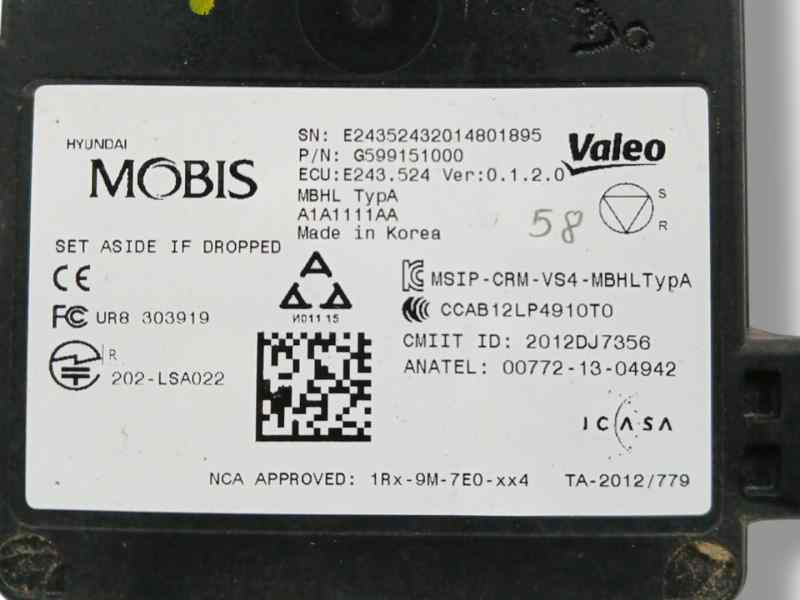 HYUNDAI
MOBIS
SN: E24352432014801895
P/N: G599151000
ECU:E243.524 Ver:0.1.2.0
MBHL TypA
A1A1111AA
Made in Korea
Valeo
S
R
58
SET ASIDE IF DROPPED
CE
FC UR8 303919
R
202-LSA022
И011 15
MSIP-CRM-VS4-MBHLTypA
CCAB12LP4910T0
CMIIT ID: 2012DJ7356
ANATEL: 00772-13-04942
ICASA
NCA APPROVED: 1Rx-9M-7E0-xx4
TA-2012/779